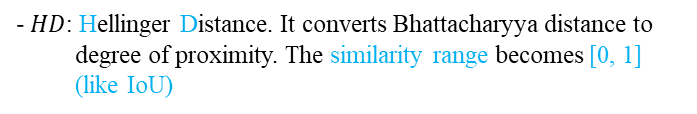 - HD: Hellinger Distance. It converts Bhattacharyya distance to
degree of proximity. The similarity range becomes [0, 1]
(like IoU)